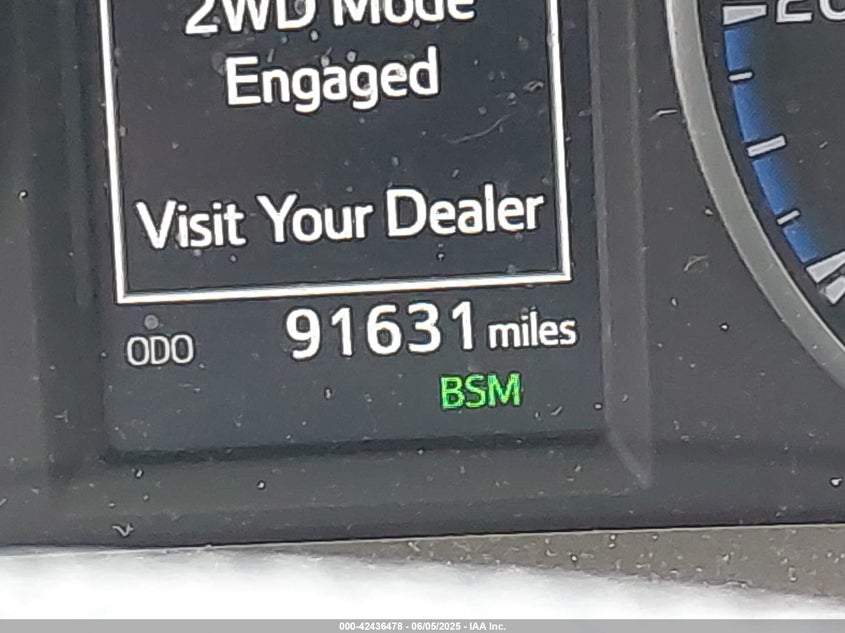 2WD Mode
Engaged
Visit Your Dealer
ODO 91631 miles
BSM
000-42436478 - 06/05/2025 - IAA Inc.